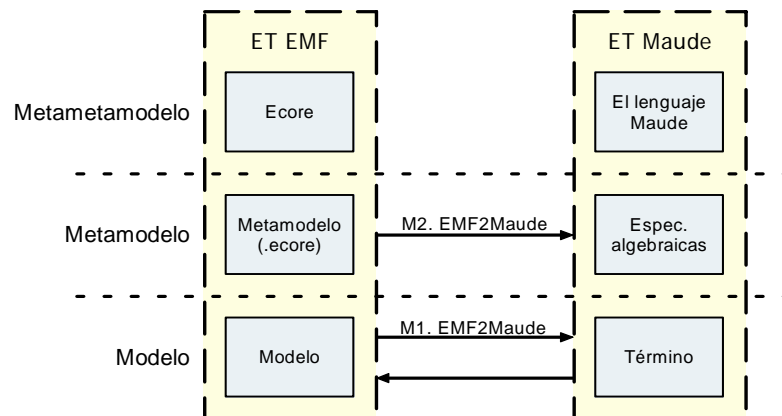 ET EMF
ET Maude
Metametamodelo
Ecore
El lenguaje
Maude
Metamodelo
Metamodelo
(.ecore)
M2. EMF2Maude
Espec.
algebraicas
Modelo
Modelo
M1. EMF2Maude
Término